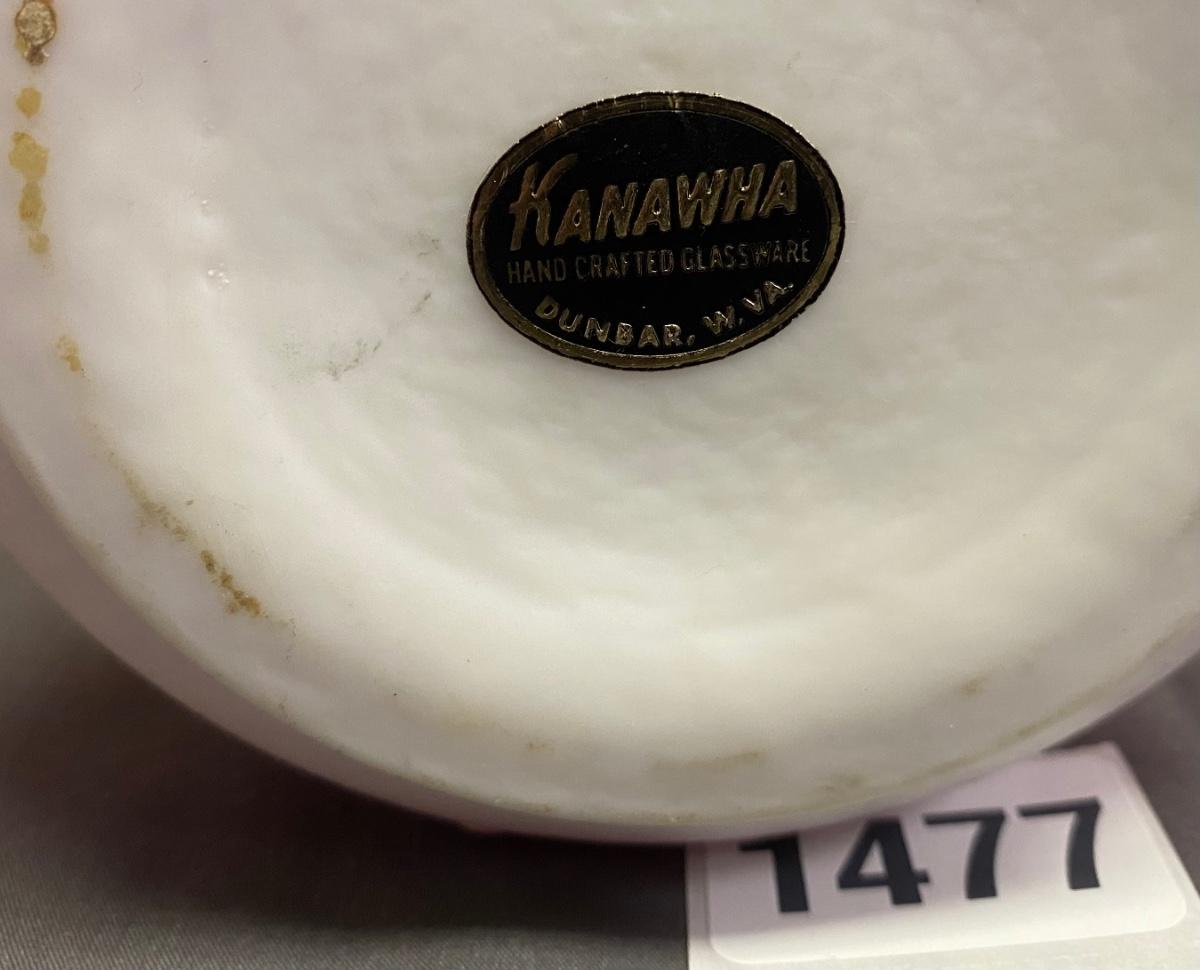 KANAWHA
HAND CRAFTED GLASSWARE
DUNBAR, W. VA.
1477